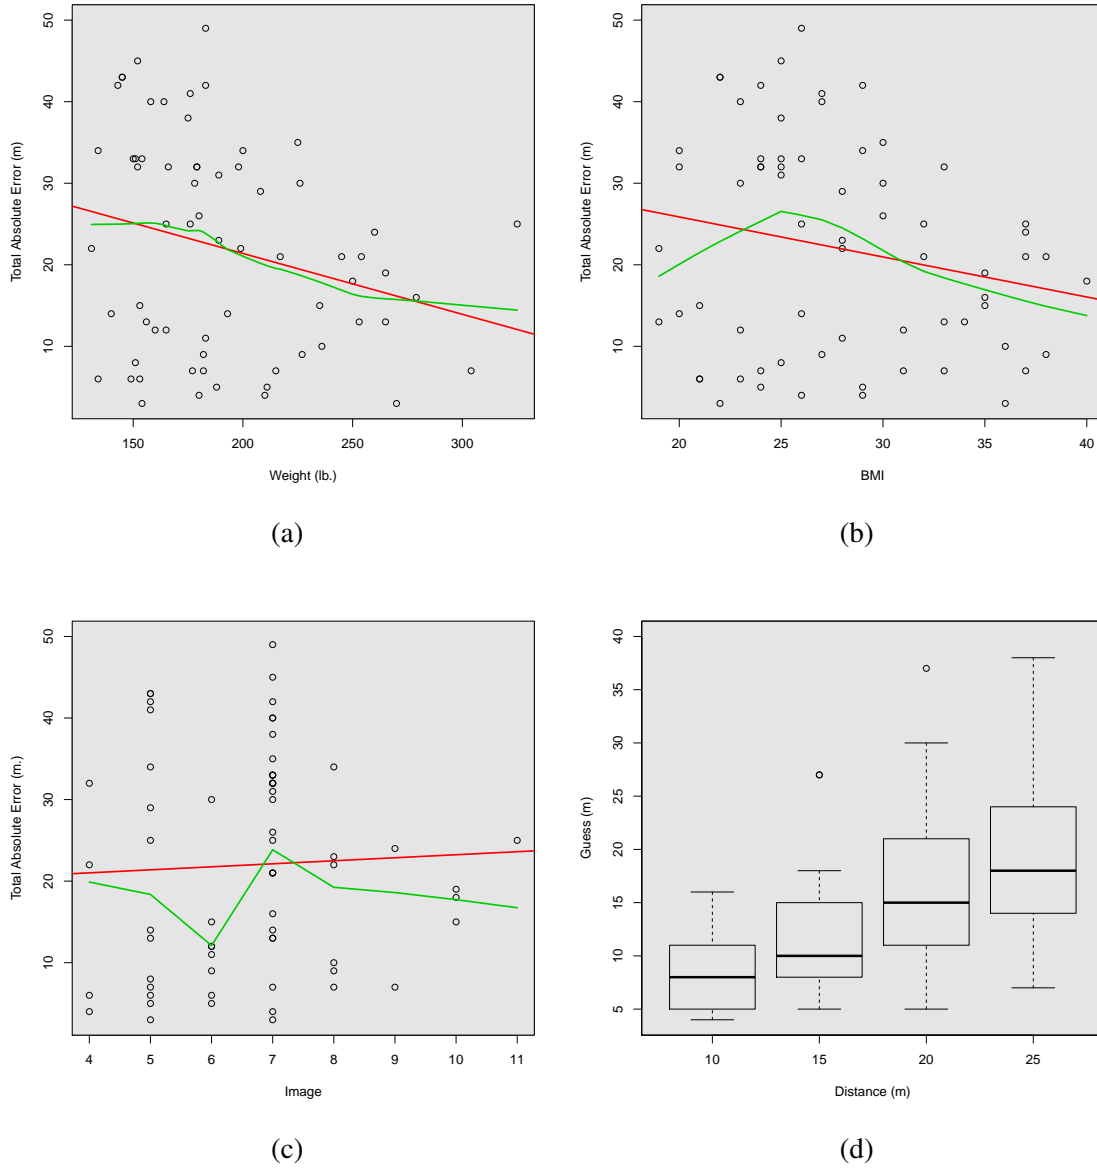 50
40
30
20
10
Total Absolute Error (m)
150 200 250 300
Weight (lb.)
(a)
50
40
30
20
10
Total Absolute Error (m)
20 25 30 35 40
BMI
(b)
50
40
30
20
10
Total Absolute Error (m.)
4 5 6 7 8 9 10 11
Image
(c)
40
35
30
25
20
15
10
5
Guess (m)
10 15 20 25
Distance (m)
(d)